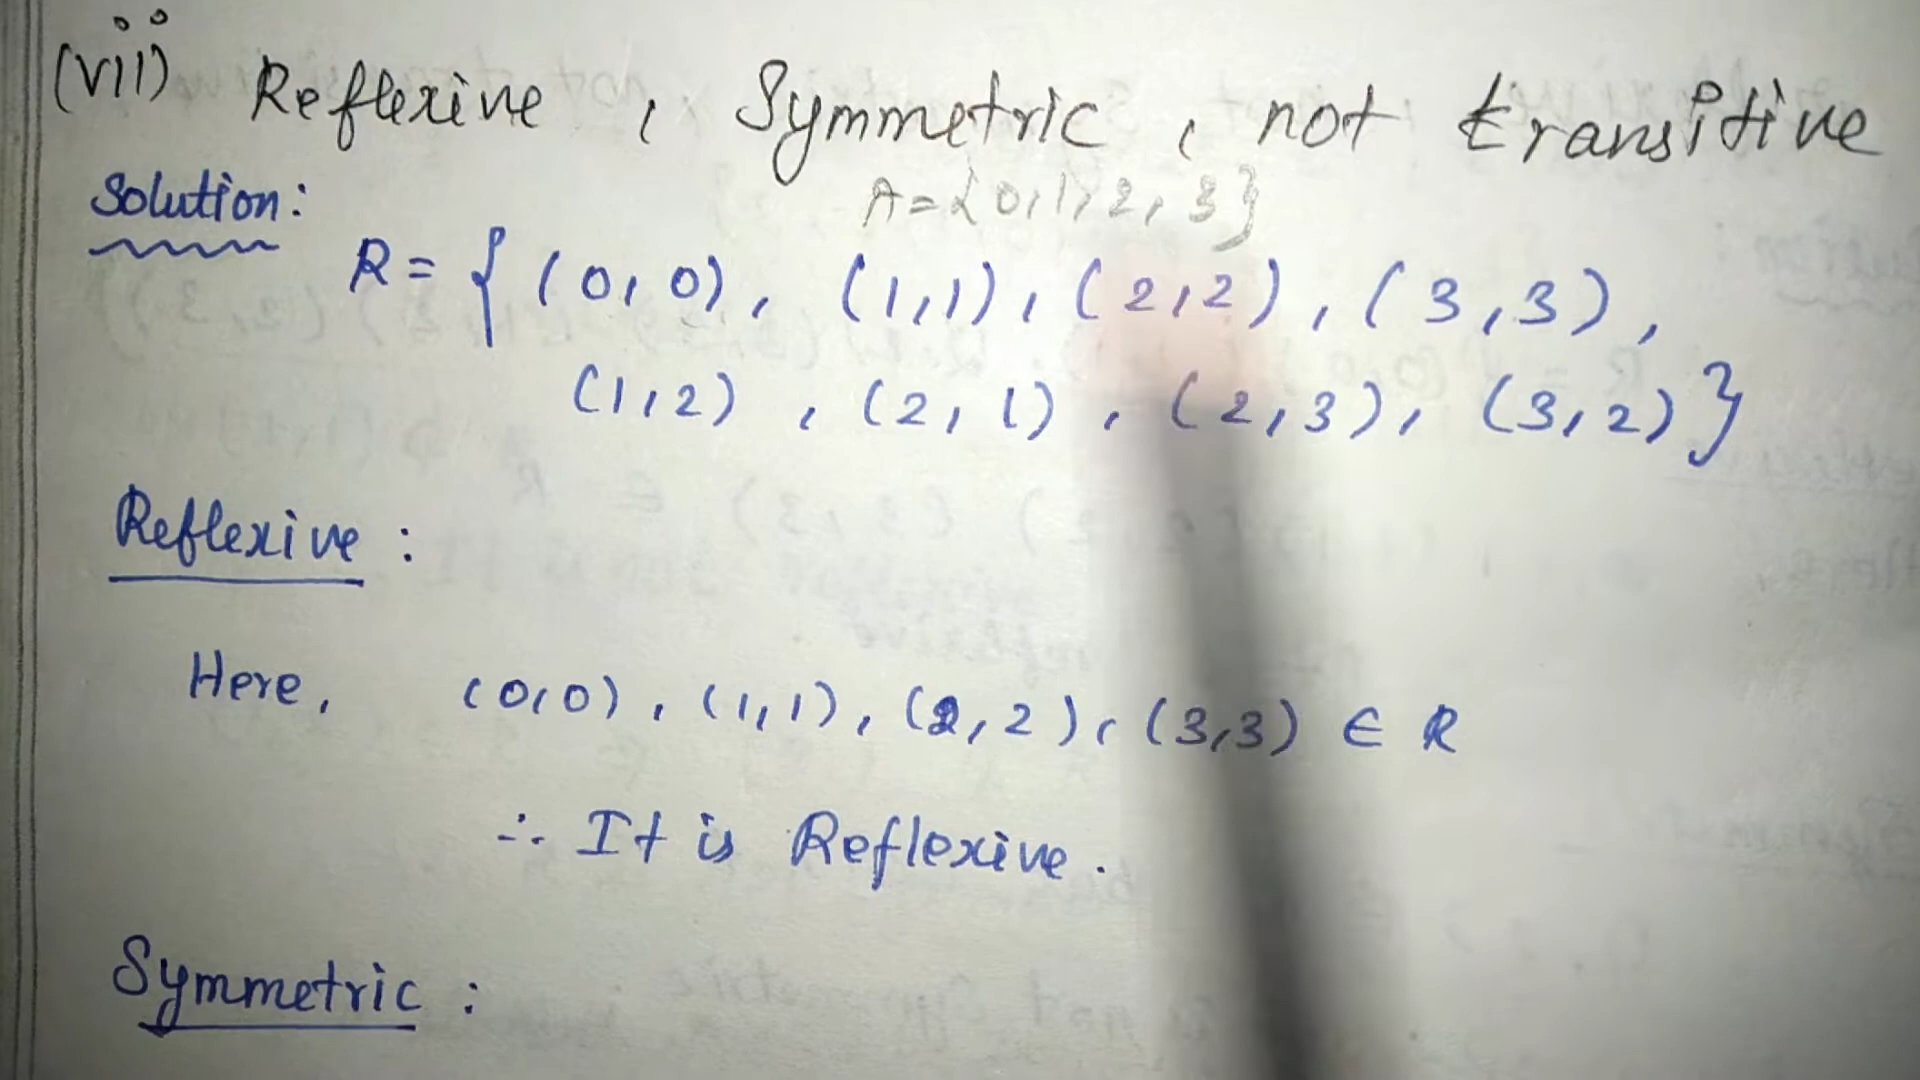 (vii) Reflexive, Symmetric, not transitive
Solution: A={0,1,2,3}
R= { (0,0), (1,1), (2,2), (3,3),
(1,2), (2,1), (2,3), (3,2)}
Reflexive :
Here, (0,0), (1,1), (2,2), (3,3) ∈ R
∴ It is Reflexive.
Symmetric :